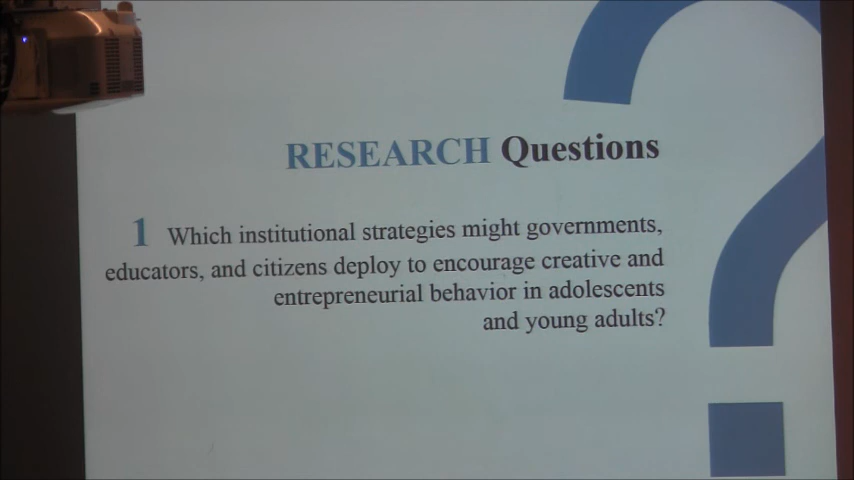 RESEARCH Questions
1 Which institutional strategies might governments,
educators, and citizens deploy to encourage creative and
entrepreneurial behavior in adolescents
and young adults?
?